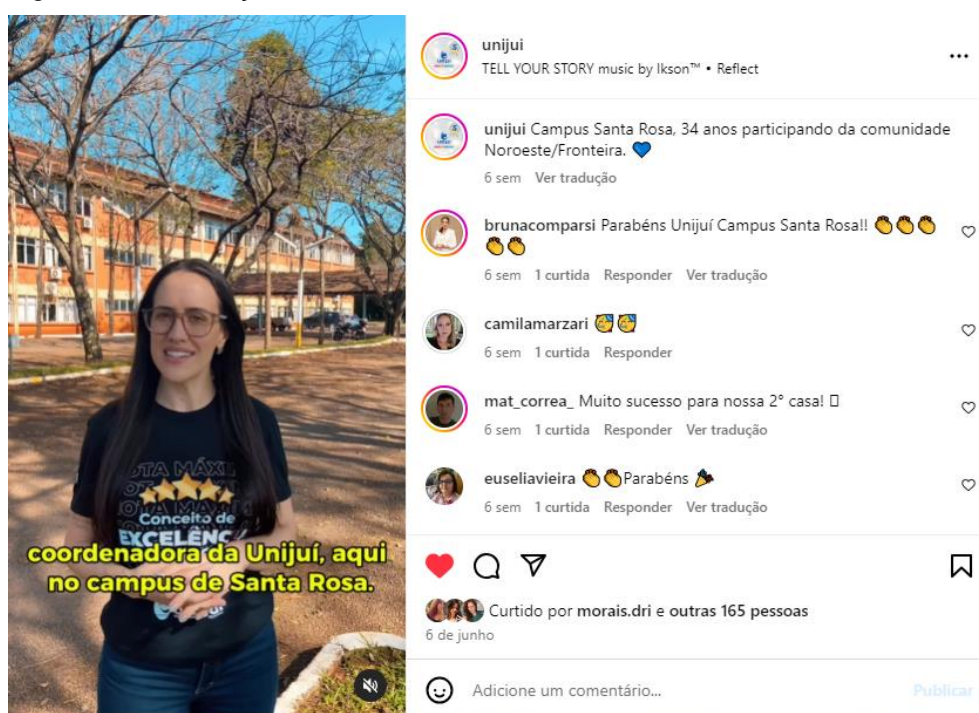 unijui
TELL YOUR STORY music by Ikson™ • Reflect
unijui Campus Santa Rosa, 34 anos participando da comunidade
Noroeste/Fronteira. 💙
6 sem Ver tradução
brunacomparsi Parabéns Unijuí Campus Santa Rosa!! 👏👏👏
👏👏
6 sem 1 curtida Responder Ver tradução
camilamarzari 🥳🥳
6 sem 1 curtida Responder
mat_correa_ Muito sucesso para nossa 2° casa!
6 sem 1 curtida Responder Ver tradução
euseliavieira 👏👏Parabéns 🎉
6 sem 1 curtida Responder Ver tradução
Curtido por morais.dri e outras 165 pessoas
6 de junho
Adicione um comentário... Publicar
Conceito de
coordenadora da Unijuí, aqui
no campus de Santa Rosa.